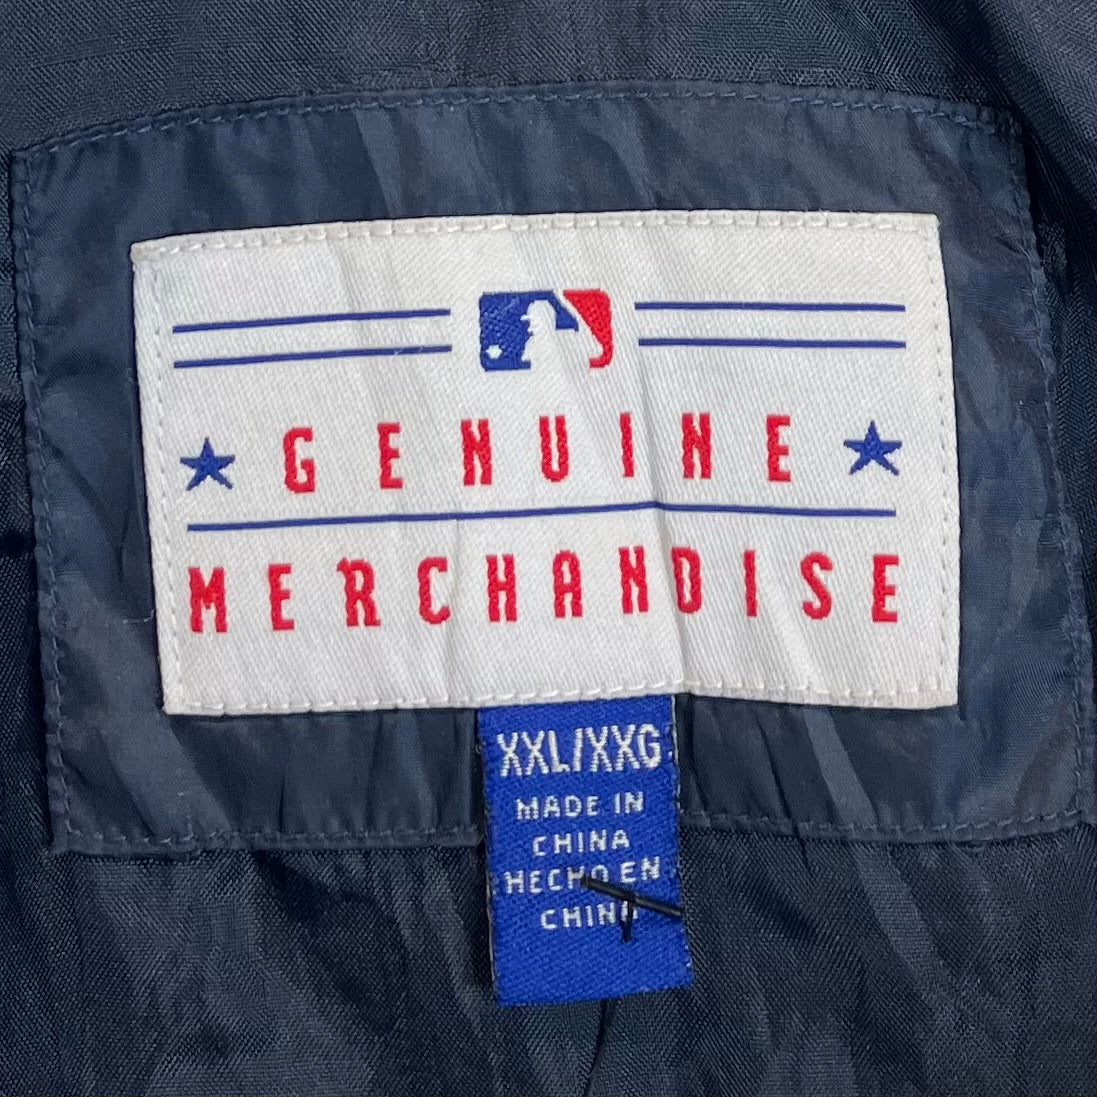 GENUINE
MERCHANDISE
XXL/XXG
MADE IN
CHINA
HECHO EN
CHINA